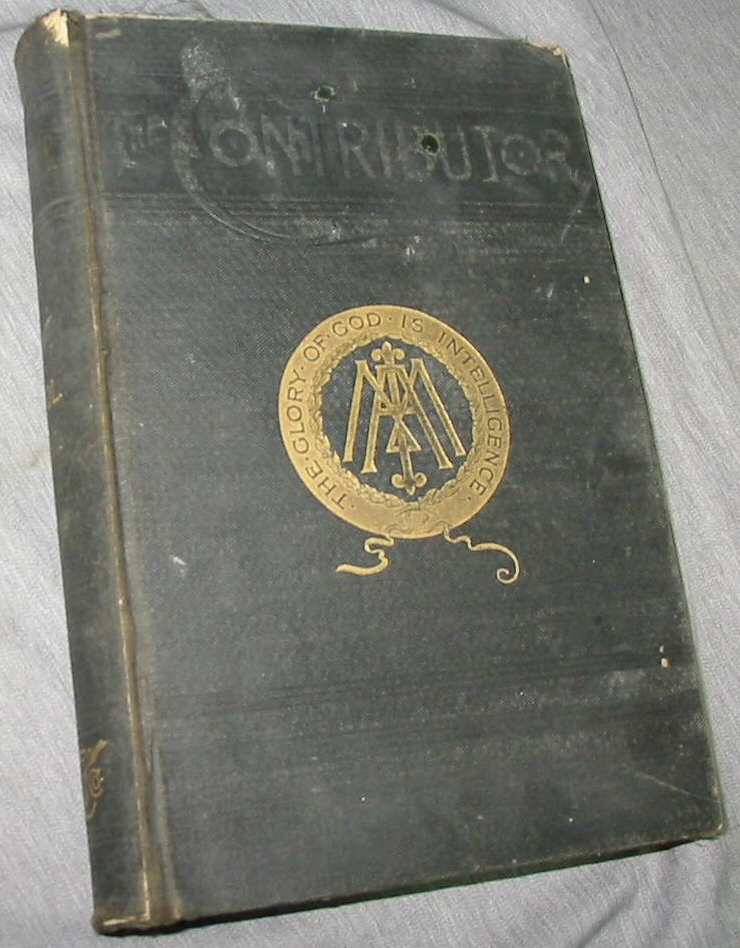 THE CONTRIBUTOR
THE · GLORY · OF · GOD · IS · INTELLIGENCE ·